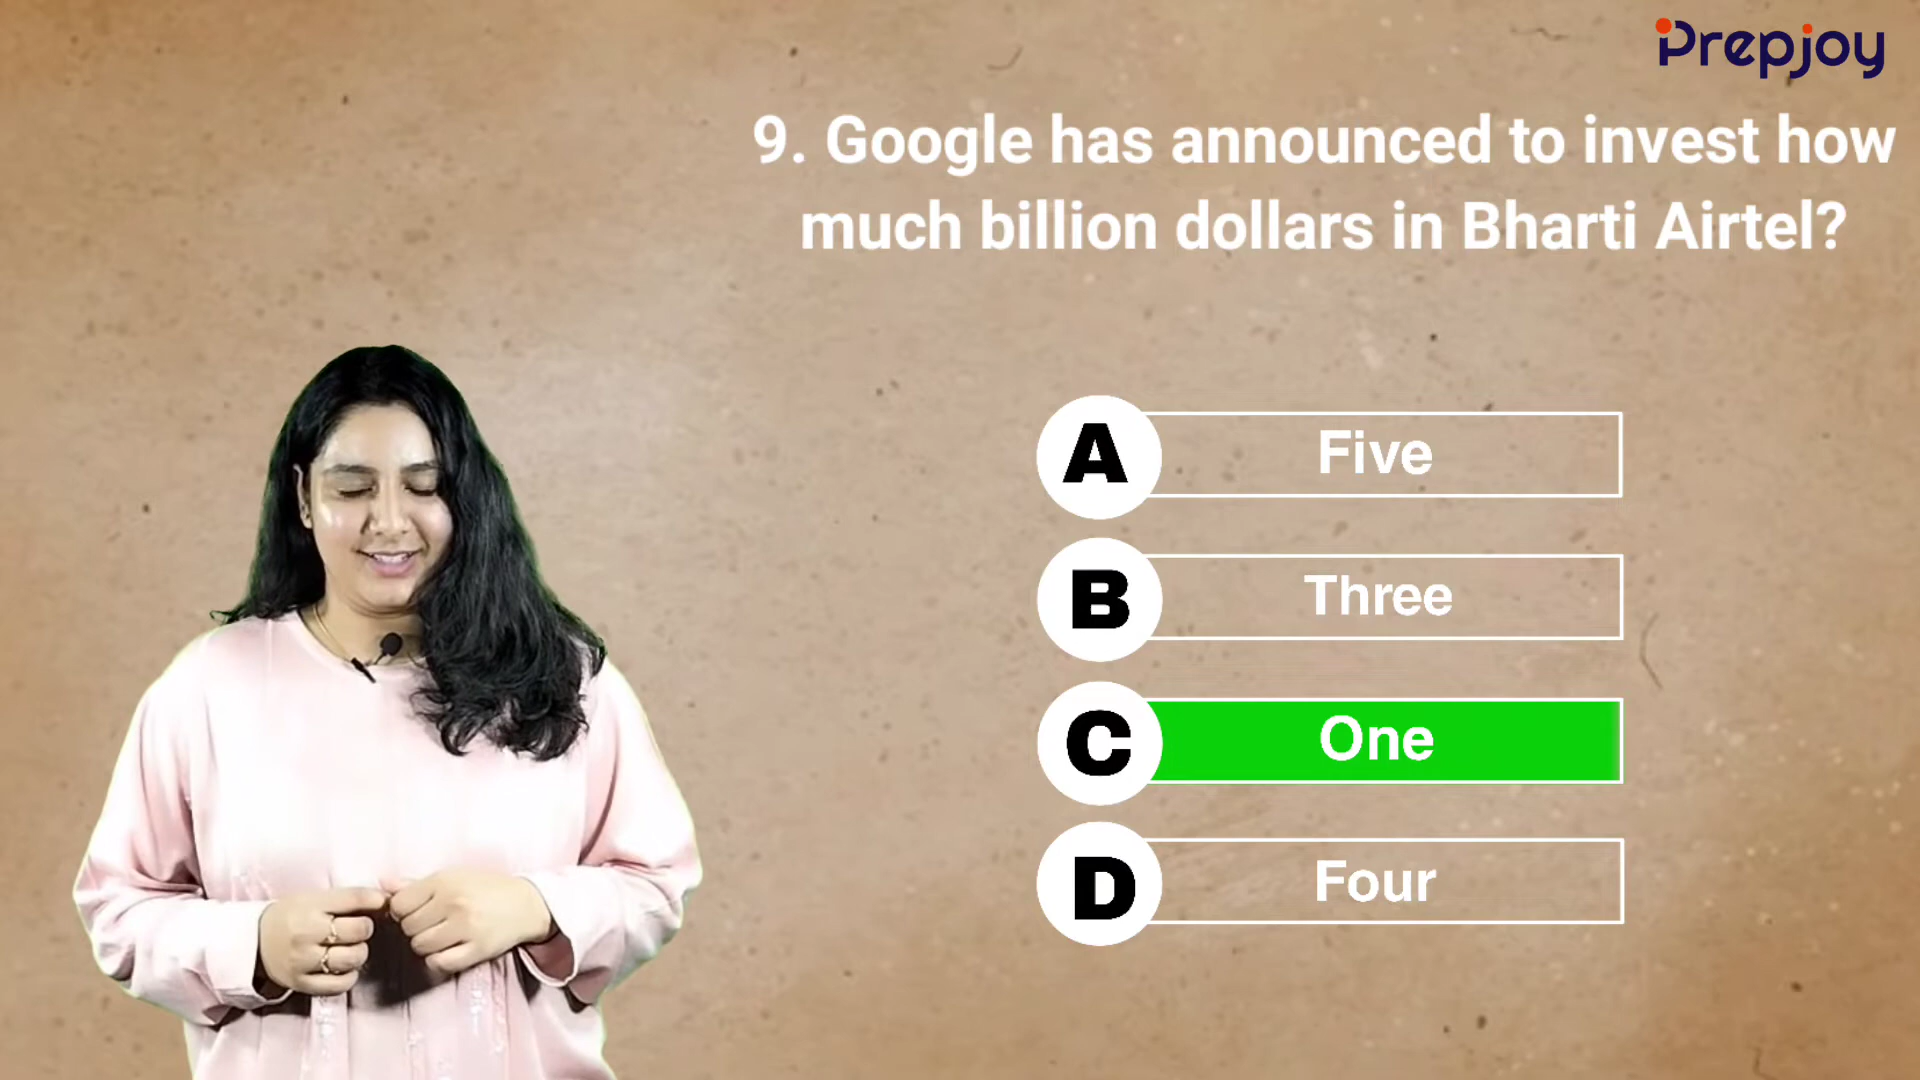 Prepjoy
9. Google has announced to invest how
much billion dollars in Bharti Airtel?
A Five
B Three
C One
D Four